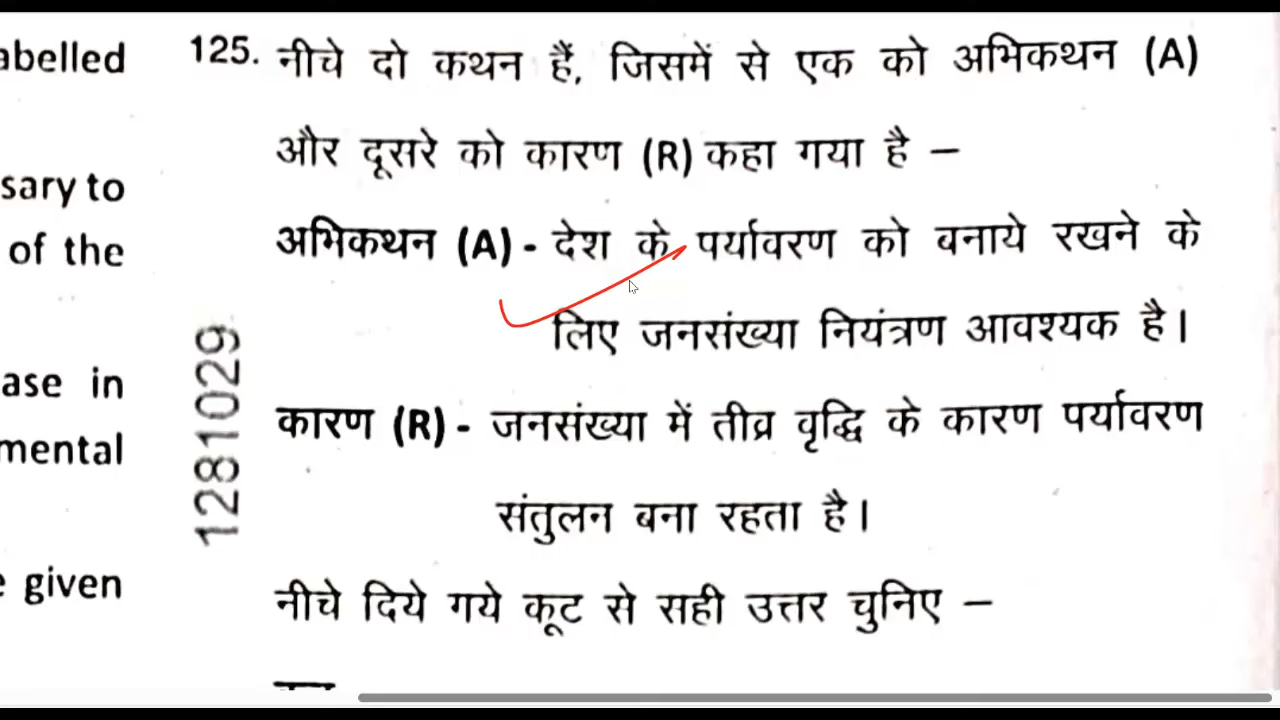 abelled
sary to
of the
ase in
mental
given
125. नीचे दो कथन हैं, जिसमें से एक को अभिकथन (A)
और दूसरे को कारण (R) कहा गया है –
अभिकथन (A) - देश के पर्यावरण को बनाये रखने के
लिए जनसंख्या नियंत्रण आवश्यक है।
कारण (R) - जनसंख्या में तीव्र वृद्धि के कारण पर्यावरण
संतुलन बना रहता है।
नीचे दिये गये कूट से सही उत्तर चुनिए –
1281029